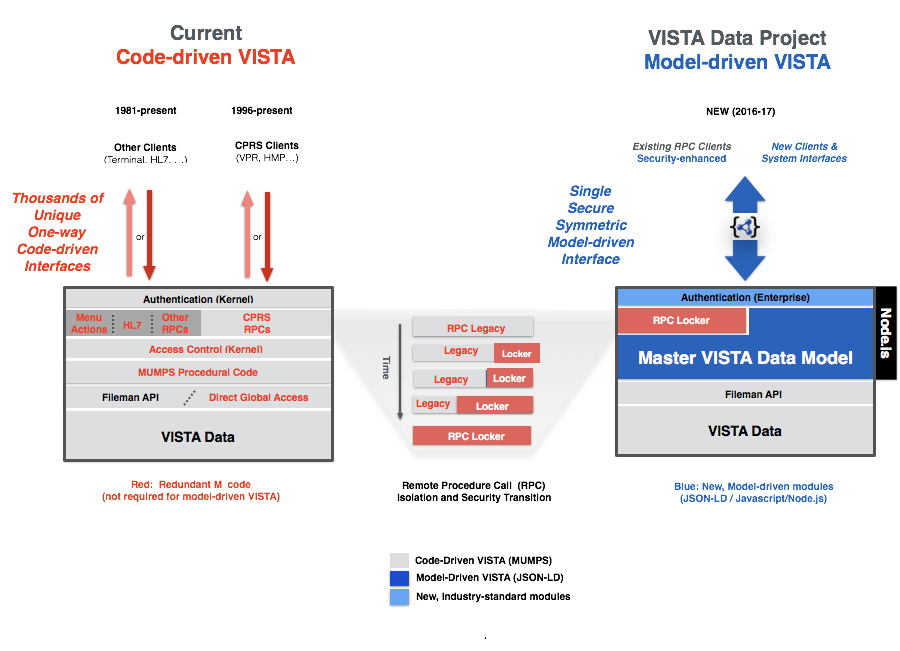 Current
Code-driven VISTA
VISTA Data Project
Model-driven VISTA
1981-present
1996-present
NEW (2016-17)
Other Clients
(Terminal, HL7, …)
CPRS Clients
(VPR, HMP…)
Existing RPC Clients
Security-enhanced
New Clients &
System Interfaces
Thousands of
Unique
One-way
Code-driven
Interfaces
or
or
Single
Secure
Symmetric
Model-driven
Interface
{ }
Authentication (Kernel)
Menu
Actions
HL7
Other
RPCs
CPRS
RPCs
Access Control (Kernel)
MUMPS Procedural Code
Fileman API
Direct Global Access
VISTA Data
Time
RPC Legacy
Legacy
Locker
Legacy
Locker
Legacy
Locker
RPC Locker
Authentication (Enterprise)
RPC Locker
Master VISTA Data Model
Fileman API
VISTA Data
Node.js
Red: Redundant M code
(not required for model-driven VISTA)
Remote Procedure Call (RPC)
Isolation and Security Transition
Blue: New, Model-driven modules
(JSON-LD / Javascript/Node.js)
Code-Driven VISTA (MUMPS)
Model-Driven VISTA (JSON-LD)
New, Industry-standard modules
.